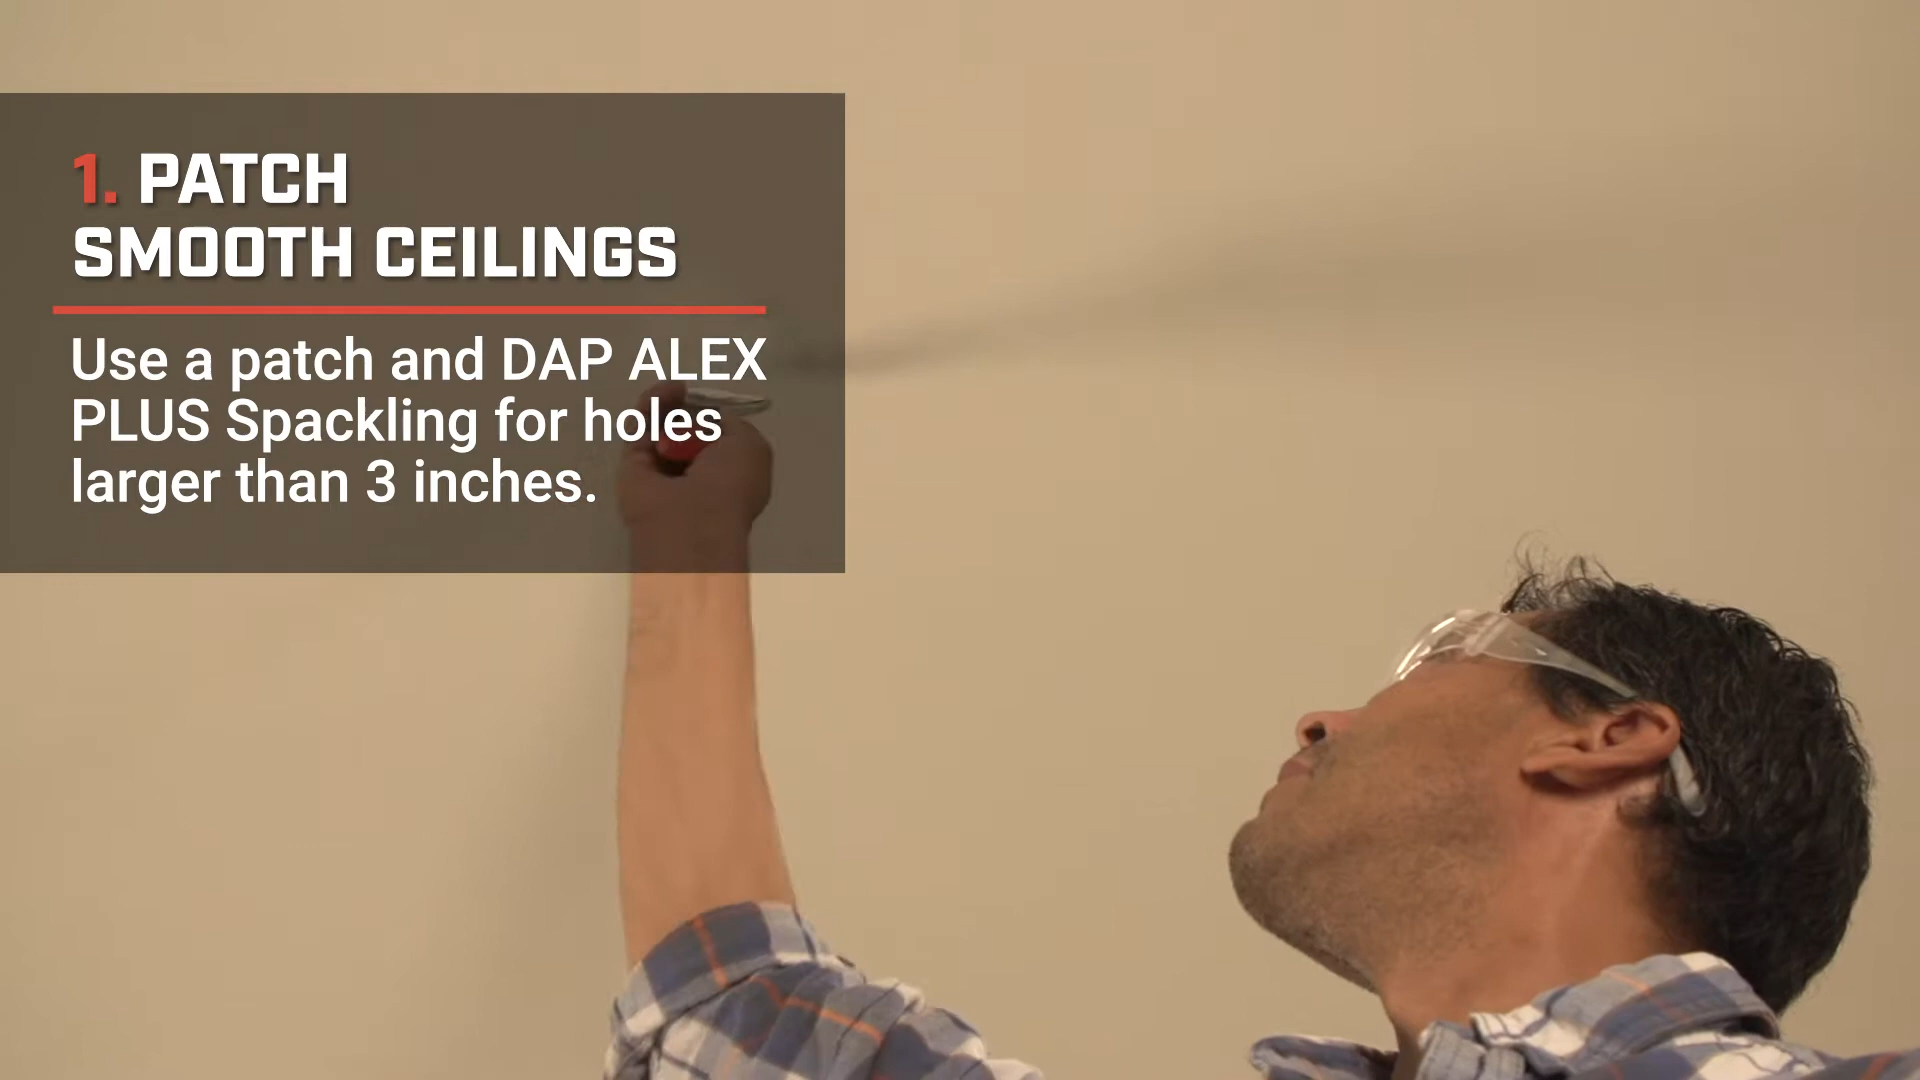 1. PATCH
SMOOTH CEILINGS
Use a patch and DAP ALEX
PLUS Spackling for holes
larger than 3 inches.